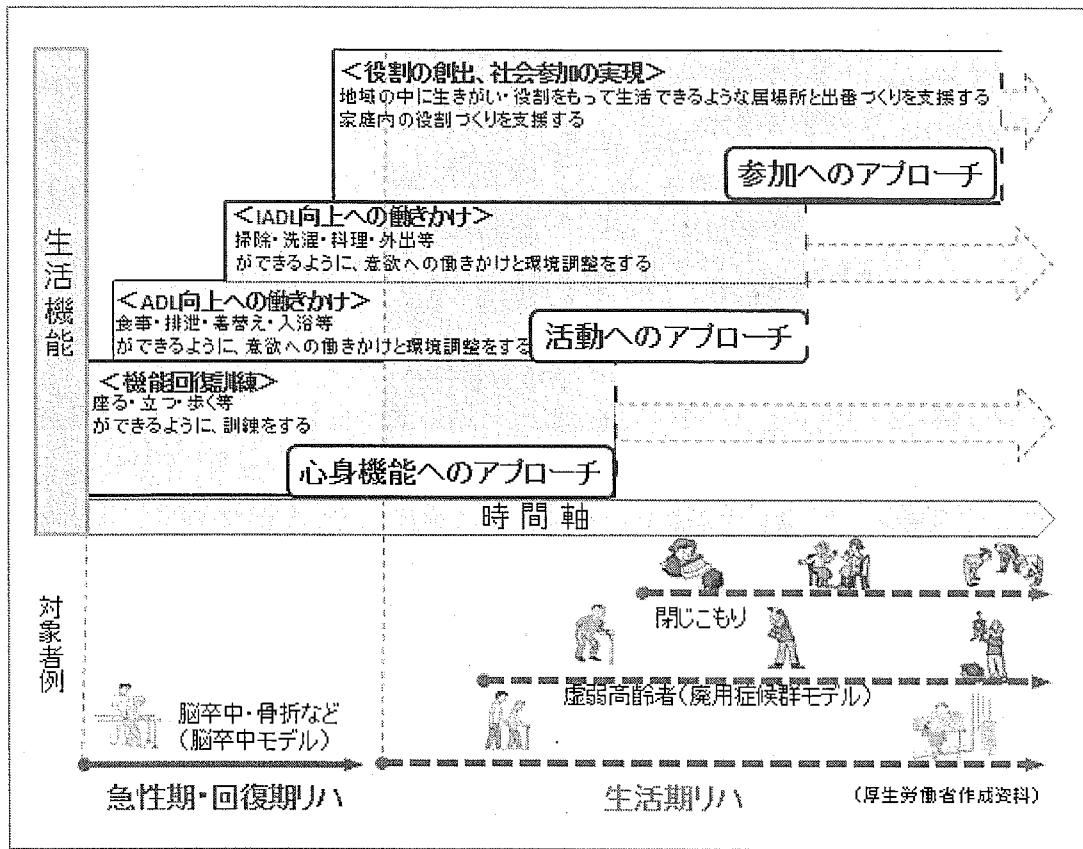 <役割の創出、社会参加の実現>
地域の中に生きがい・役割をもって生活できるような居場所と出番づくりを支援する
家庭内の役割づくりを支援する
参加へのアプローチ
<IADL向上への働きかけ>
掃除・洗濯・料理・外出等
ができるように、意欲への働きかけと環境調整をする
<ADL向上への働きかけ>
食事・排泄・着替え・入浴等
ができるように、意欲への働きかけと環境調整をする
活動へのアプローチ
<機能回復訓練>
座る・立つ・歩く等
ができるように、訓練をする
心身機能へのアプローチ
生活機能
時間軸
対象者例
閉じこもり
虚弱高齢者(廃用症候群モデル)
脳卒中・骨折など
(脳卒中モデル)
急性期・回復期リハ
生活期リハ
(厚生労働省作成資料)